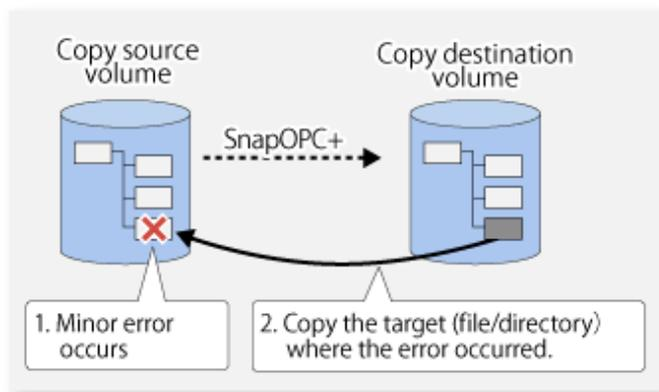 Copy source
volume
Copy destination
volume
SnapOPC+
1. Minor error
occurs
2. Copy the target (file/directory)
where the error occurred.